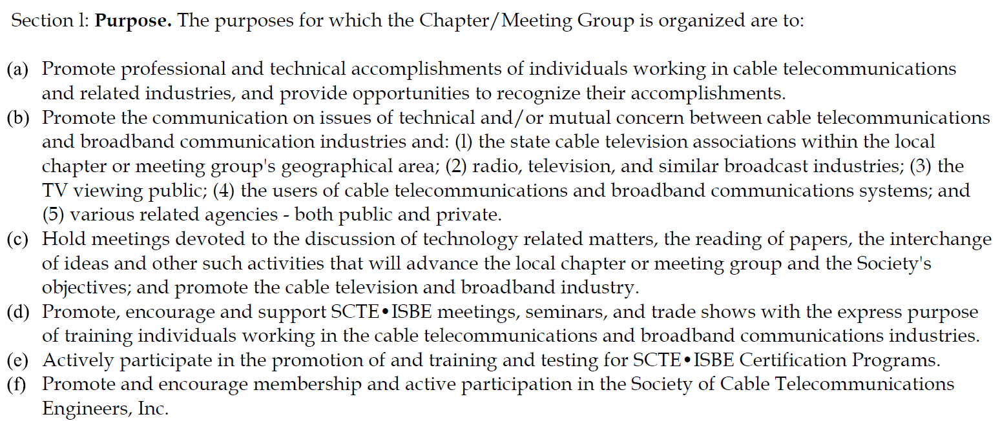 Section l: Purpose. The purposes for which the Chapter/Meeting Group is organized are to:
(a) Promote professional and technical accomplishments of individuals working in cable telecommunications
and related industries, and provide opportunities to recognize their accomplishments.
(b) Promote the communication on issues of technical and/or mutual concern between cable telecommunications
and broadband communication industries and: (l) the state cable television associations within the local
chapter or meeting group's geographical area; (2) radio, television, and similar broadcast industries; (3) the
TV viewing public; (4) the users of cable telecommunications and broadband communications systems; and
(5) various related agencies - both public and private.
(c) Hold meetings devoted to the discussion of technology related matters, the reading of papers, the interchange
of ideas and other such activities that will advance the local chapter or meeting group and the Society's
objectives; and promote the cable television and broadband industry.
(d) Promote, encourage and support SCTE•ISBE meetings, seminars, and trade shows with the express purpose
of training individuals working in the cable telecommunications and broadband communications industries.
(e) Actively participate in the promotion of and training and testing for SCTE•ISBE Certification Programs.
(f) Promote and encourage membership and active participation in the Society of Cable Telecommunications
Engineers, Inc.